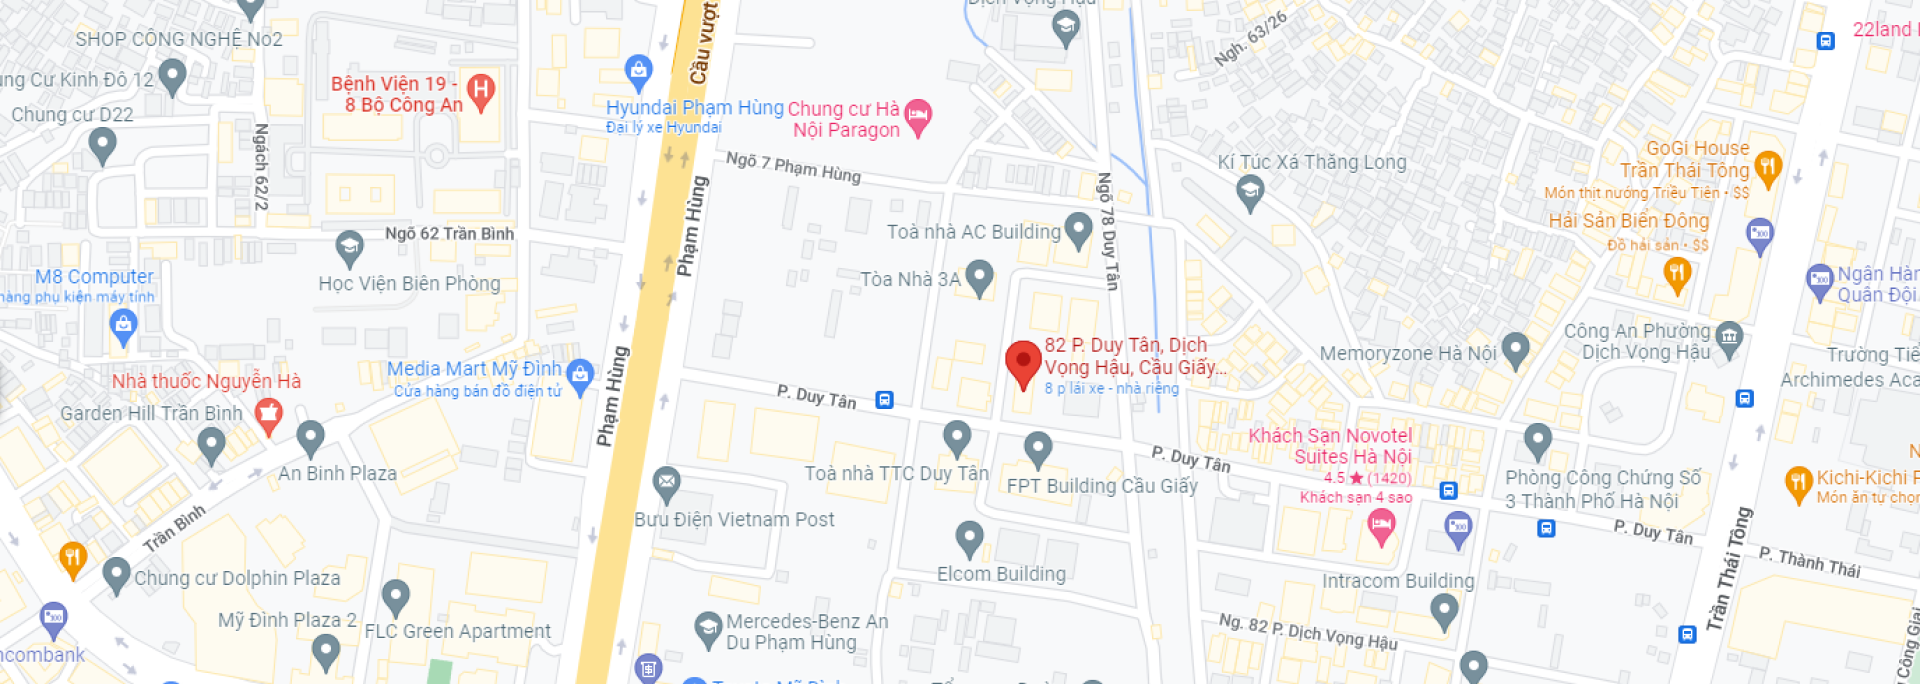 Dịch Vọng Hậu
SHOP CÔNG NGHỆ No2
ung Cư Kinh Đô 12
Chung cư D22
Bệnh Viện 19 -
8 Bộ Công An
Ngách 62/2
Hyundai Phạm Hùng
Đại lý xe Hyundai
Cầu vượt
Chung cư Hà
Nội Paragon
Ngh. 63/26
22land
Ngõ 7 Phạm Hùng
Phạm Hùng
Kí Túc Xá Thăng Long
GoGi House
Trần Thái Tông
Món thịt nướng Triều Tiên • $$
Hải Sản Biển Đông
Đồ hải sản • $$
Ngõ 78 Duy Tân
Toà nhà AC Building
Tòa Nhà 3A
Ngõ 62 Trần Bình
Học Viện Biên Phòng
M8 Computer
hàng phụ kiện máy tính
Ngân Hàn
Quân Đội
Công An Phường
Dịch Vọng Hậu
Memoryzone Hà Nội
82 P. Duy Tân, Dịch
Vọng Hậu, Cầu Giấy...
8 p lái xe - nhà riêng
Trường Tiể
Archimedes Aca
Media Mart Mỹ Đình
Cửa hàng bán đồ điện tử
Phạm Hùng
P. Duy Tân
Nhà thuốc Nguyễn Hà
Garden Hill Trần Bình
An Binh Plaza
Toà nhà TTC Duy Tân
FPT Building Cầu Giấy
P. Duy Tân
Khách Sạn Novotel
Suites Hà Nội
4.5 ★ (1420)
Khách sạn 4 sao
Phòng Công Chứng Số
3 Thành Phố Hà Nội
Kichi-Kichi P
Món ăn tự chọn
Bưu Điện Vietnam Post
Trần Bình
P. Duy Tân
Trần Thái Tông
P. Thành Thái
Chung cư Dolphin Plaza
Elcom Building
Intracom Building
Mỹ Đình Plaza 2
FLC Green Apartment
Mercedes-Benz An
Du Phạm Hùng
Ng. 82 P. Dịch Vọng Hậu
ncombank
Công Giai